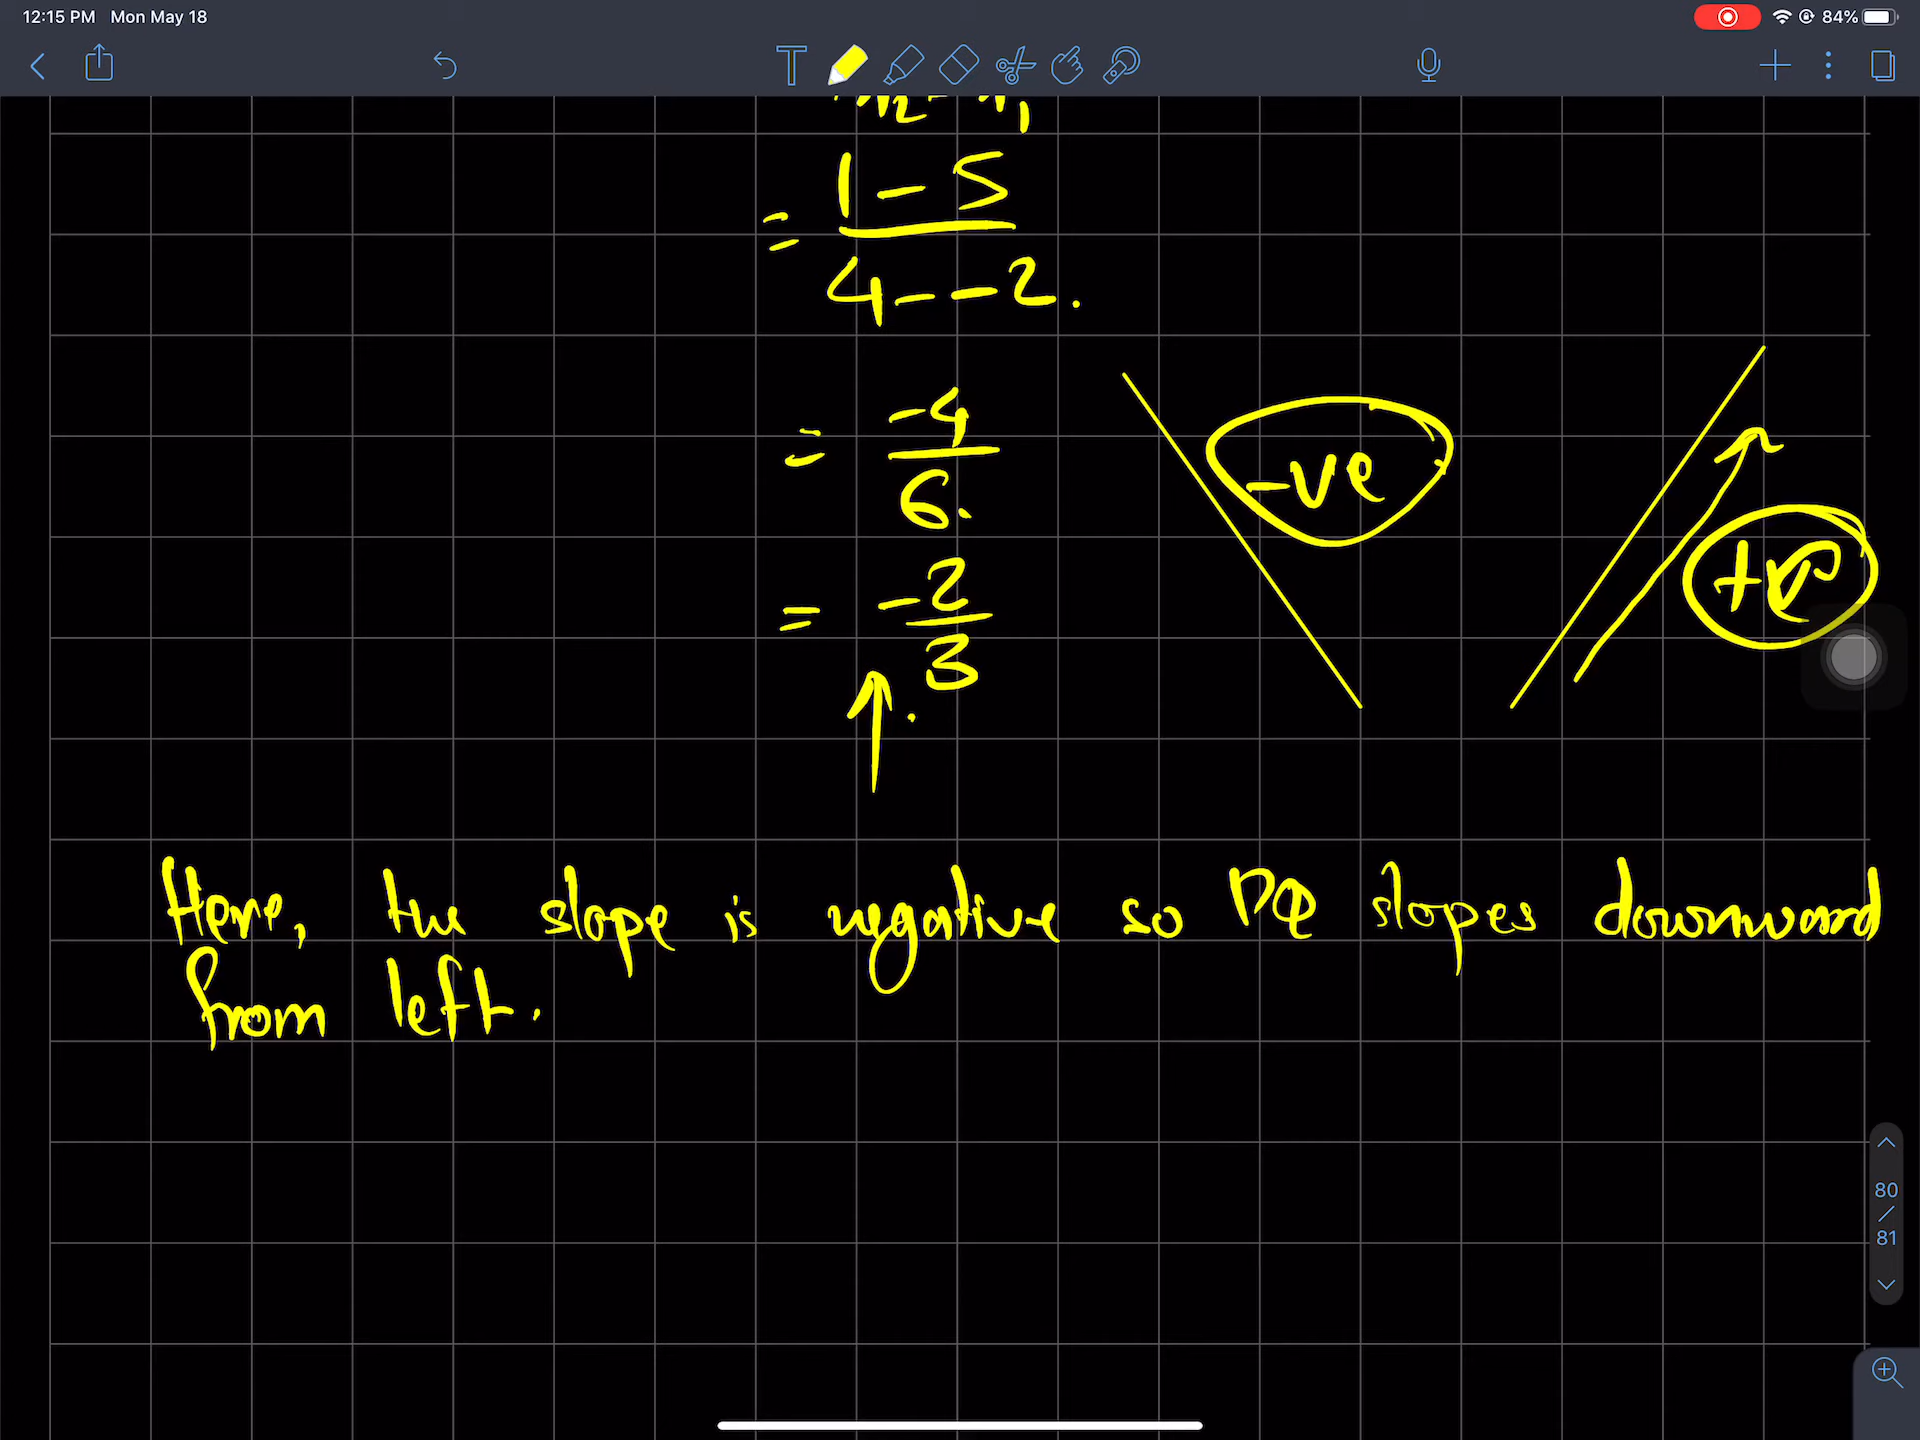 12:15 PM Mon May 18
84%
T
1 - 5
=
4 - - 2.
= -4
6.
-ve
+ve
= -2
3
Here, the slope is negative so PQ slopes downward
from left.
80
/
81